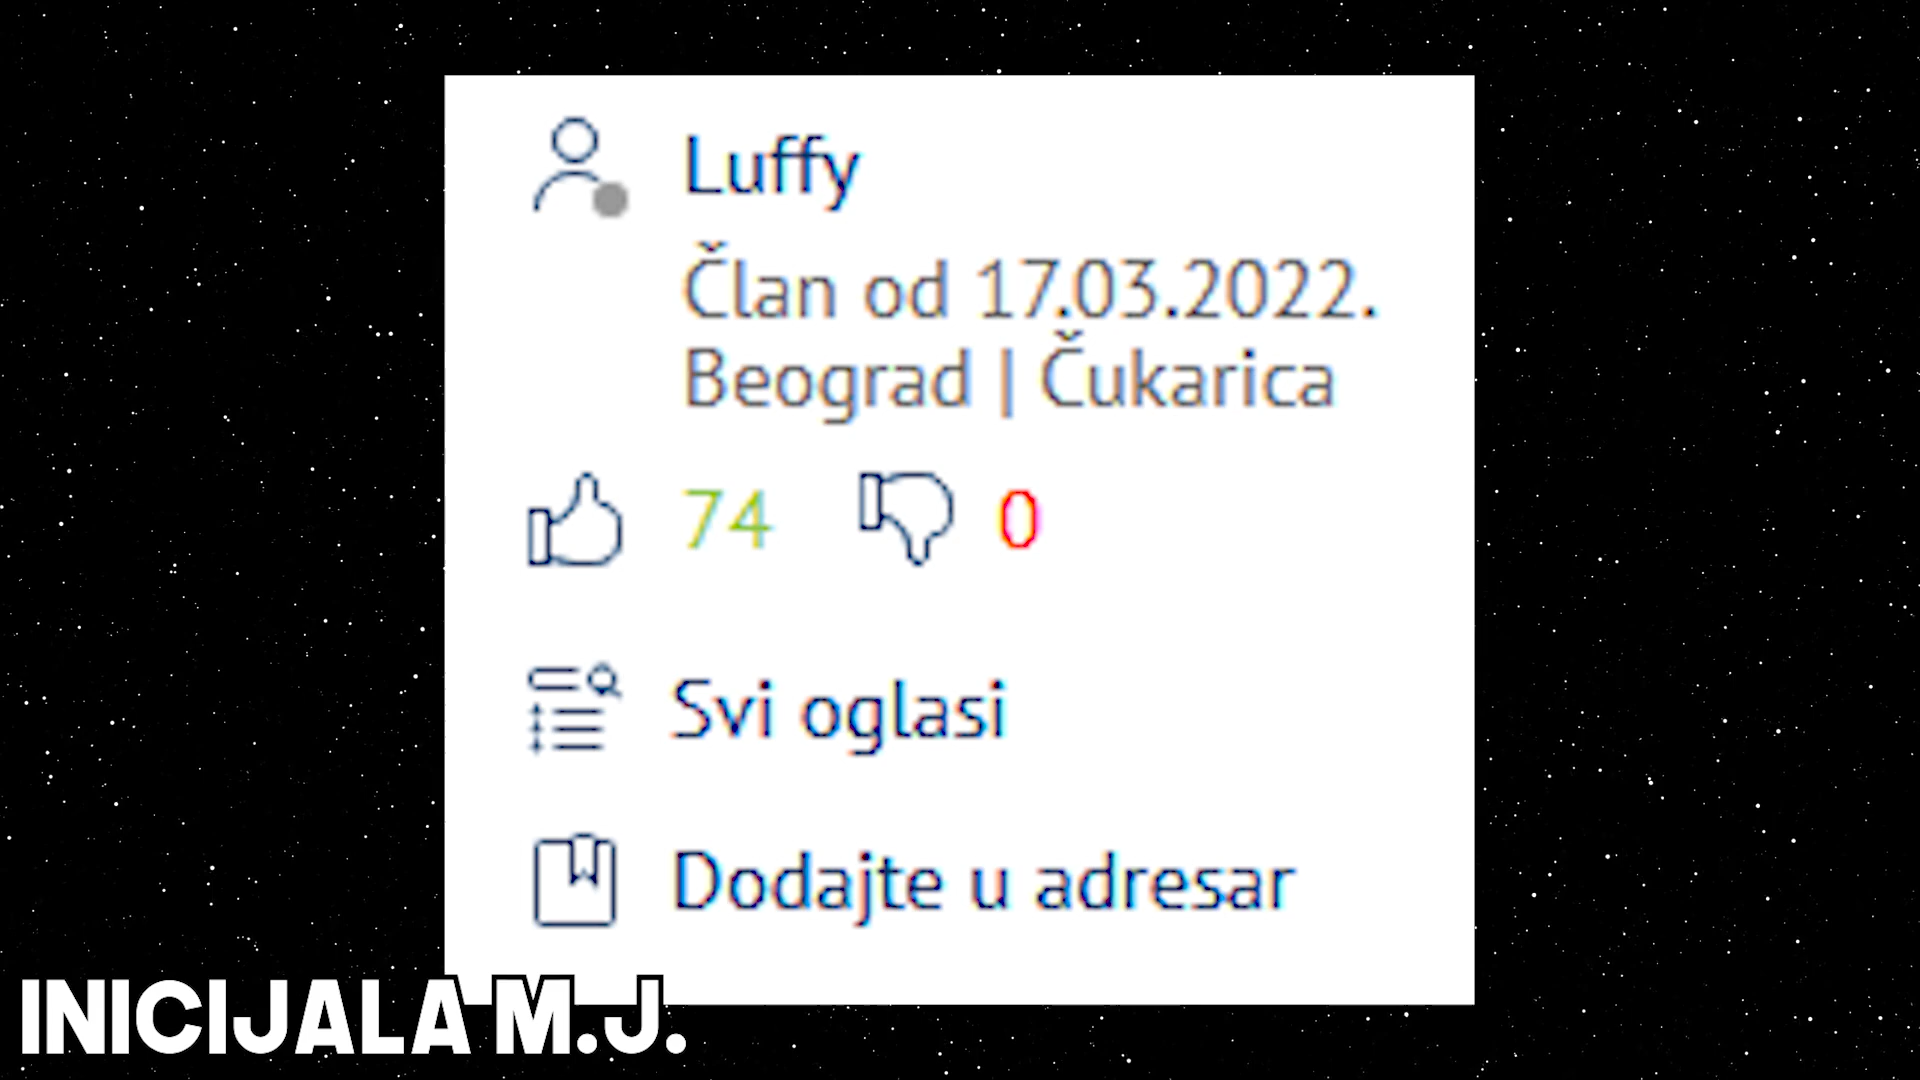 Luffy
Član od 17.03.2022.
Beograd | Čukarica
74 0
Svi oglasi
Dodajte u adresar
INICIJALA M.J.